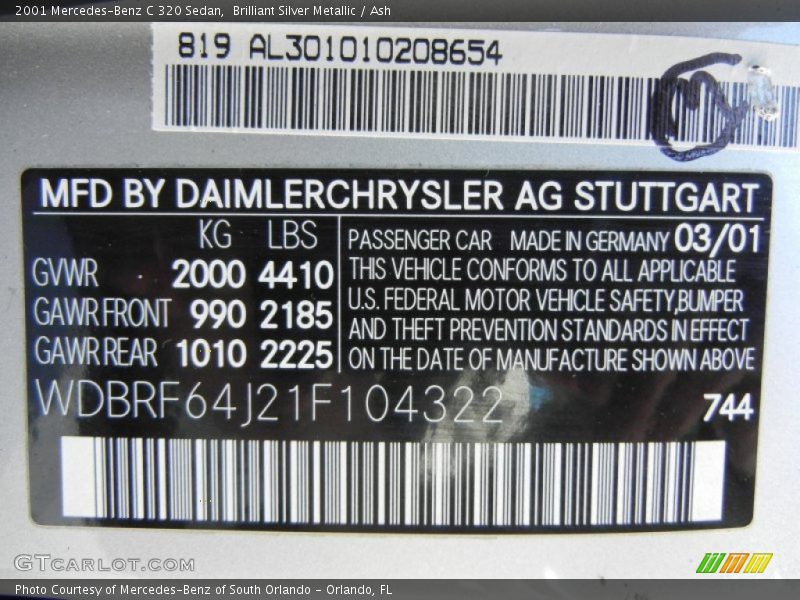 2001 Mercedes-Benz C 320 Sedan,  Brilliant Silver Metallic / Ash
819 AL301010208654
MFD BY DAIMLERCHRYSLER AG STUTTGART
KG LBS
GVWR 2000 4410
GAWR FRONT 990 2185
GAWR REAR 1010 2225
PASSENGER CAR MADE IN GERMANY 03/01
THIS VEHICLE CONFORMS TO ALL APPLICABLE
U.S. FEDERAL MOTOR VEHICLE SAFETY,BUMPER
AND THEFT PREVENTION STANDARDS IN EFFECT
ON THE DATE OF MANUFACTURE SHOWN ABOVE
WDBRF64J21F104322
744
GTCARLOT.COM
Photo Courtesy of Mercedes-Benz of South Orlando - Orlando, FL